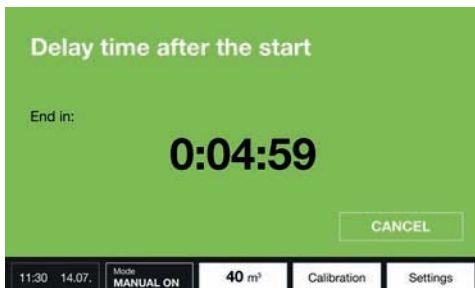 Delay time after the start
End in:
0:04:59
CANCEL
11:30 14.07.
Mode
MANUAL ON
40 m³
Calibration
Settings